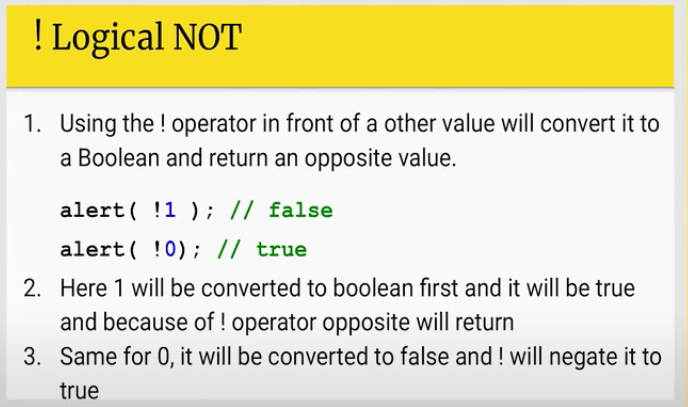 ! Logical NOT
1. Using the ! operator in front of a other value will convert it to
a Boolean and return an opposite value.
alert( !1 ); // false
alert( !0); // true
2. Here 1 will be converted to boolean first and it will be true
and because of ! operator opposite will return
3. Same for 0, it will be converted to false and ! will negate it to
true